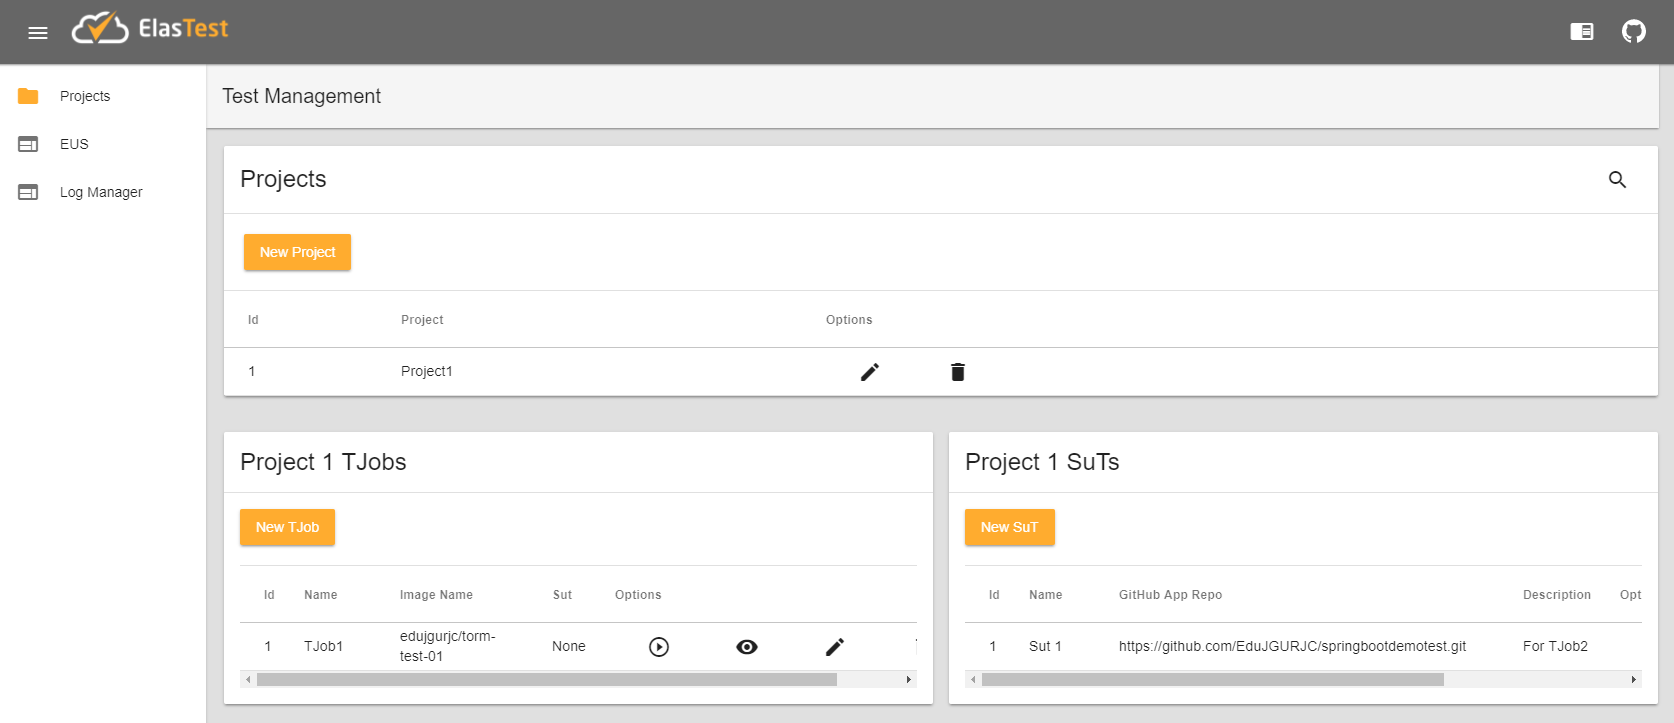 ElasTest
Projects
EUS
Log Manager
Test Management
Projects
New Project
Id Project Options
1 Project1
Project 1 TJobs
New TJob
Id Name Image Name Sut Options
1 TJob1 edujgurjc/torm-
test-01 None
Project 1 SuTs
New SuT
Id Name GitHub App Repo Description Opt
1 Sut 1 https://github.com/EduJGURJC/springbootdemotest.git For TJob2